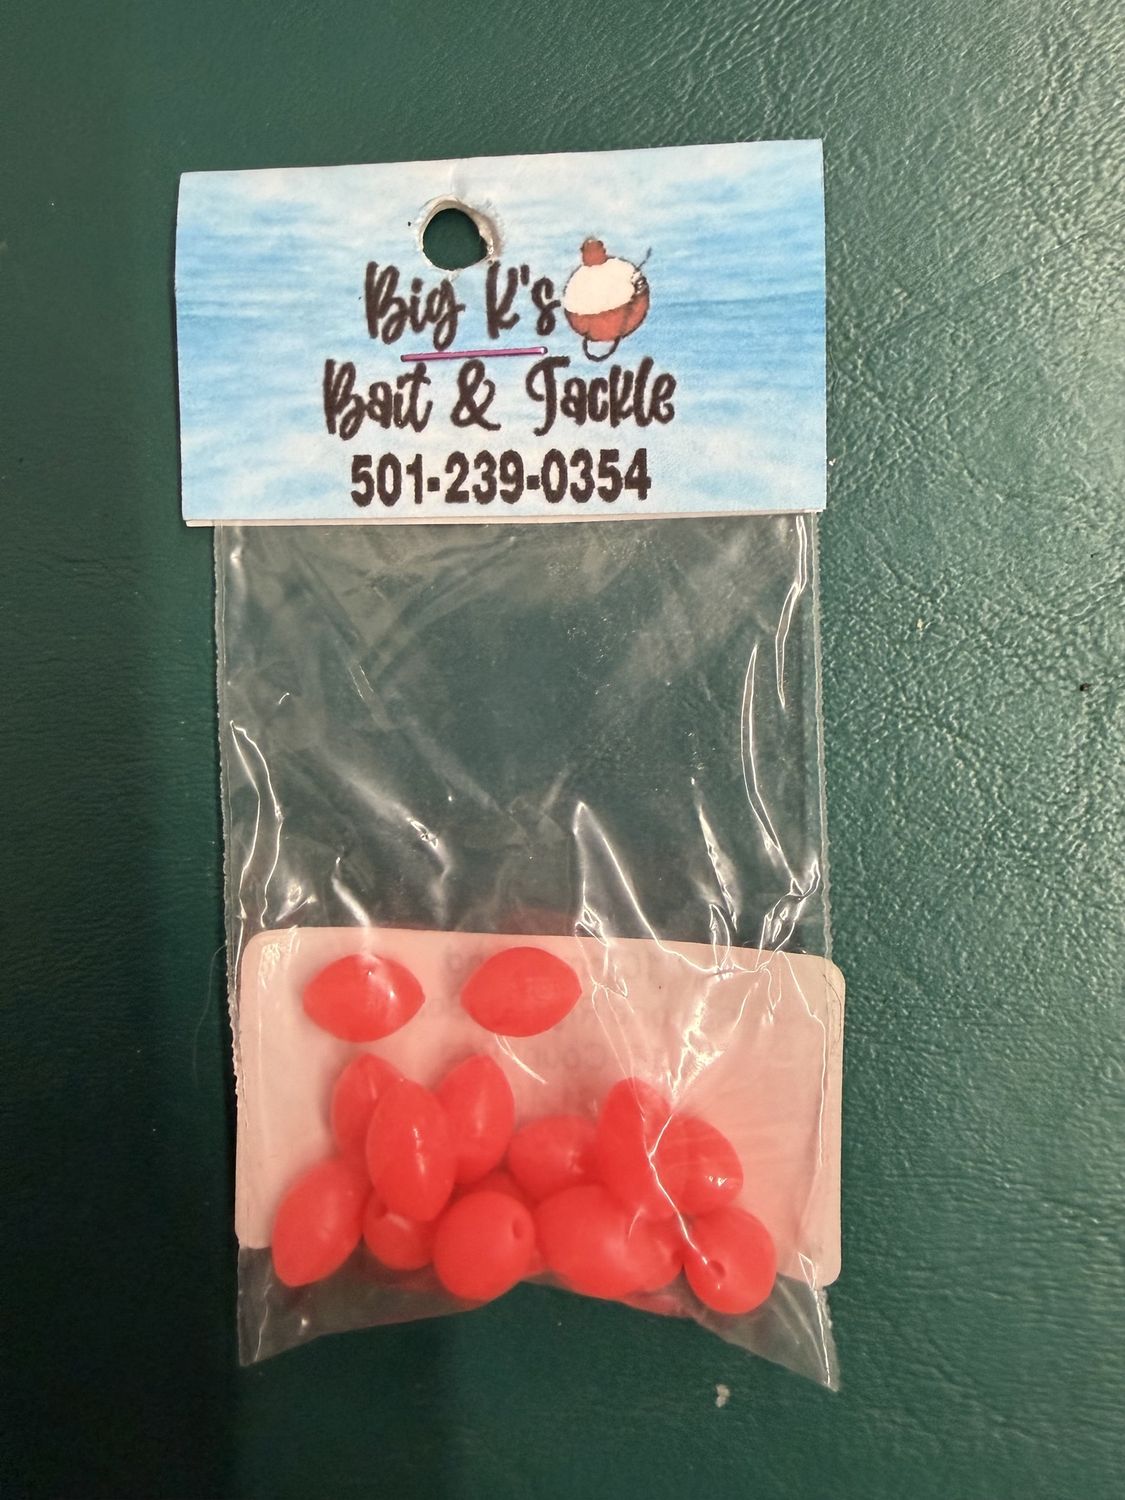 Big K's
Bait & Tackle
501-239-0354